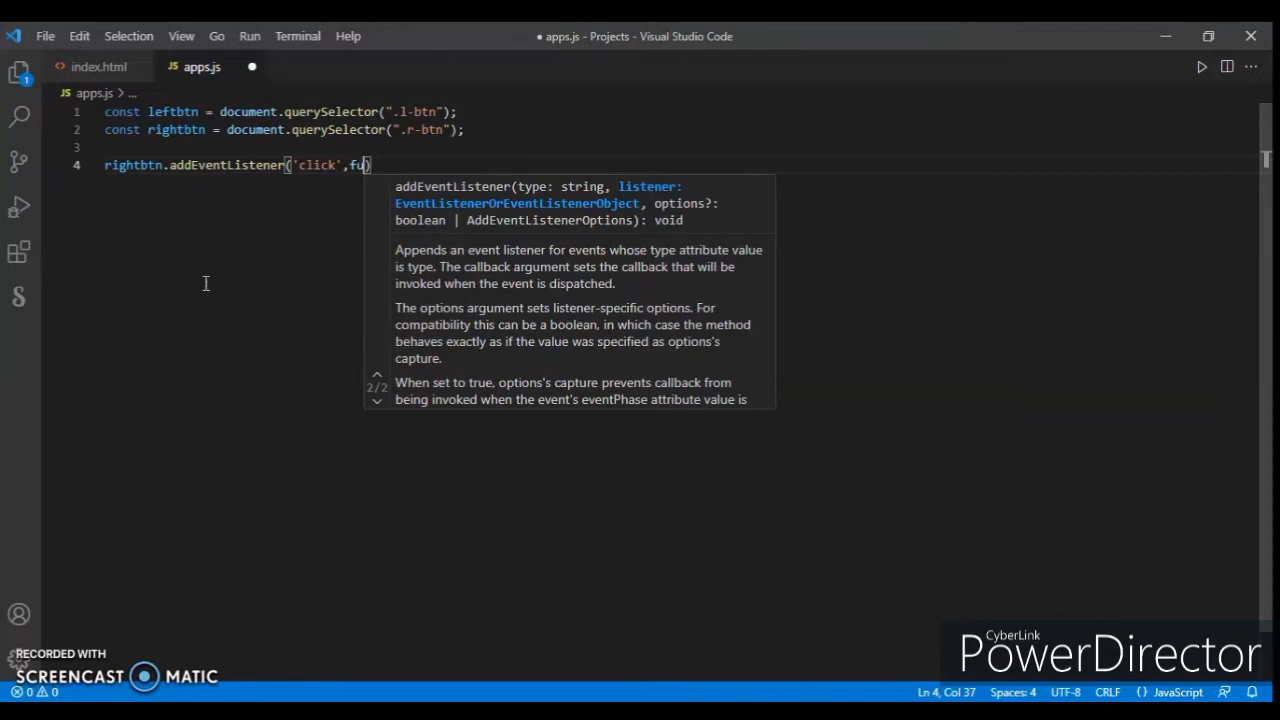 File Edit Selection View Go Run Terminal Help
● apps.js - Projects - Visual Studio Code
<> index.html
JS apps.js ●
JS apps.js > ...
1 const leftbtn = document.querySelector(".l-btn");
2 const rightbtn = document.querySelector(".r-btn");
3
4 rightbtn.addEventListener('click',fu)
addEventListener(type: string, listener:
EventListenerOrEventListenerObject, options?:
boolean | AddEventListenerOptions): void
Appends an event listener for events whose type attribute value
is type. The callback argument sets the callback that will be
invoked when the event is dispatched.
The options argument sets listener-specific options. For
compatibility this can be a boolean, in which case the method
behaves exactly as if the value was specified as options's
capture.
2/2
When set to true, options's capture prevents callback from
being invoked when the event's eventPhase attribute value is
1
RECORDED WITH
SCREENCAST MATIC
CyberLink
PowerDirector
0 0
Ln 4, Col 37 Spaces: 4 UTF-8 CRLF {} JavaScript